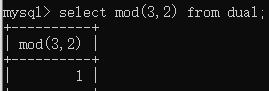 mysql> select mod(3,2) from dual;
+----------+
| mod(3,2) |
+----------+
|        1 |